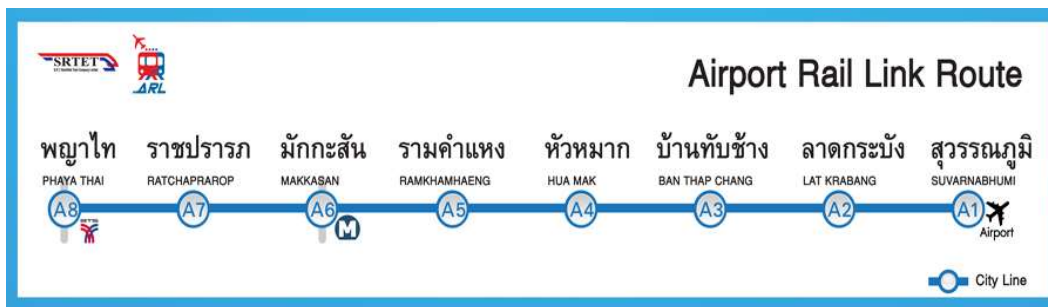 SRTET
ARL
Airport Rail Link Route
พญาไท ราชปรารภ มักกะสัน รามคำแหง หัวหมาก บ้านทับช้าง ลาดกระบัง สุวรรณภูมิ
PHAYA THAI RATCHAPRAROP MAKKASAN RAMKHAMHAENG HUA MAK BAN THAP CHANG LAT KRABANG SUVARNABHUMI
A8 A7 A6 A5 A4 A3 A2 A1
M
Airport
City Line